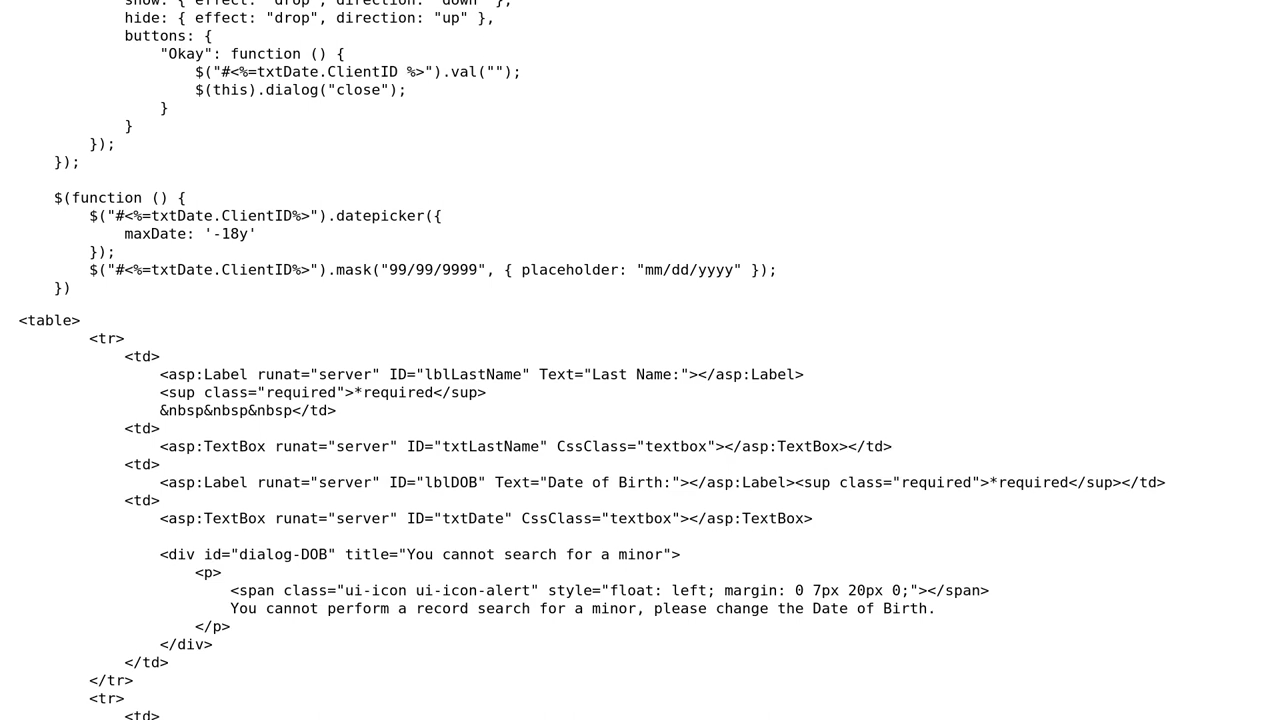 show: { effect: "drop", direction: "down" },
hide: { effect: "drop", direction: "up" },
buttons: {
"Okay": function () {
$("#<%=txtDate.ClientID %>").val("");
$(this).dialog("close");
}
}
});
});
$(function () {
$("#<%=txtDate.ClientID%>").datepicker({
maxDate: '-18y'
});
$("#<%=txtDate.ClientID%>").mask("99/99/9999", { placeholder: "mm/dd/yyyy" });
})
<table>
<tr>
<td>
<asp:Label runat="server" ID="lblLastName" Text="Last Name:"></asp:Label>
<sup class="required">*required</sup>
&nbsp&nbsp&nbsp</td>
<td>
<asp:TextBox runat="server" ID="txtLastName" CssClass="textbox"></asp:TextBox></td>
<td>
<asp:Label runat="server" ID="lblDOB" Text="Date of Birth:"></asp:Label><sup class="required">*required</sup></td>
<td>
<asp:TextBox runat="server" ID="txtDate" CssClass="textbox"></asp:TextBox>
<div id="dialog-DOB" title="You cannot search for a minor">
<p>
<span class="ui-icon ui-icon-alert" style="float: left; margin: 0 7px 20px 0;"></span>
You cannot perform a record search for a minor, please change the Date of Birth.
</p>
</div>
</td>
</tr>
<tr>
<td>